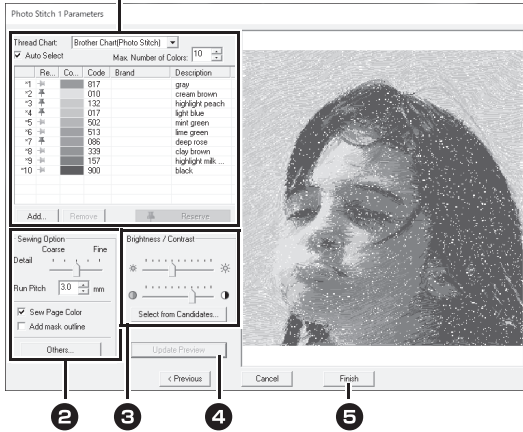 Photo Stitch 1 Parameters
Thread Chart: Brother Chart(Photo Stitch)
Auto Select Max. Number of Colors: 10
Re... Co... Code Brand Description
*1 817 gray
*2 010 cream brown
*3 132 highlight peach
*4 017 light blue
*5 502 mint green
*6 513 lime green
*7 086 deep rose
*8 339 clay brown
*9 157 highlight milk ...
*10 900 black
Add... Remove Reserve
Sewing Option
Coarse Fine
Detail
Run Pitch 3.0 mm
Sew Page Color
Add mask outline
Others...
Brightness / Contrast
Select from Candidates...
Update Preview
< Previous Cancel Finish
2 3 4 5